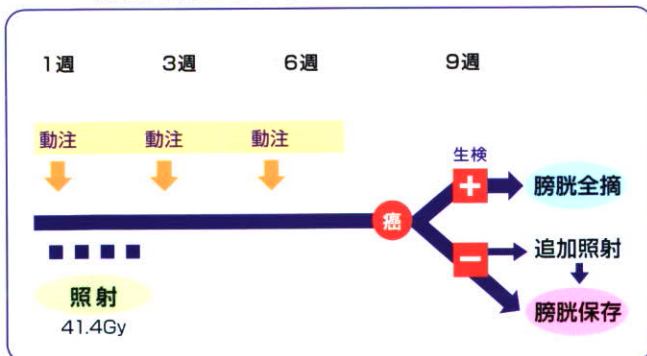 1週 3週 6週 9週
動注 動注 動注
生検
+ 膀胱全摘
癌
− 追加照射
照射
膀胱保存
41.4Gy